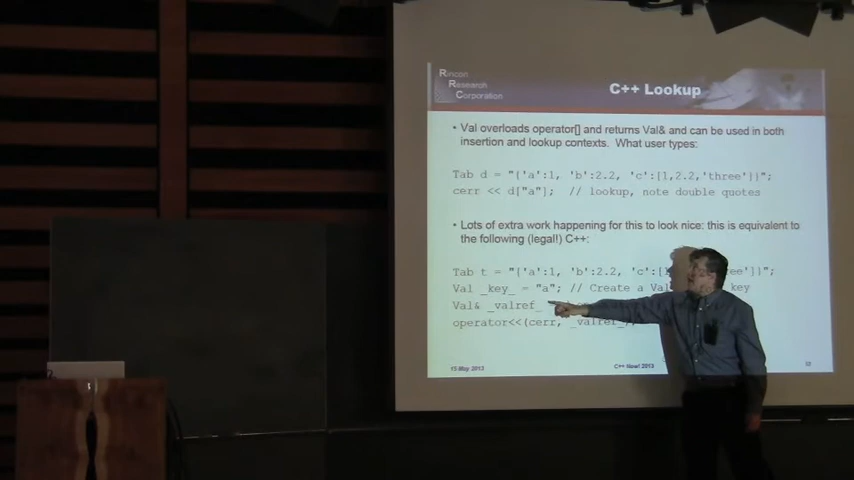 Rincon
Research
Corporation
C++ Lookup
• Val overloads operator[] and returns Val& and can be used in both
insertion and lookup contexts. What user types:
Tab d = "{'a':1, 'b':2.2, 'c':[1,2.2,'three']}";
cerr << d["a"]; // lookup, note double quotes
• Lots of extra work happening for this to look nice: this is equivalent to
the following (legal!) C++:
Tab t = "{'a':1, 'b':2.2, 'c':[
Val _key_ = "a"; // Create a Val key
Val& _valref_
operator<<(cerr, _valref_);
15 May 2013
C++ Now! 2013